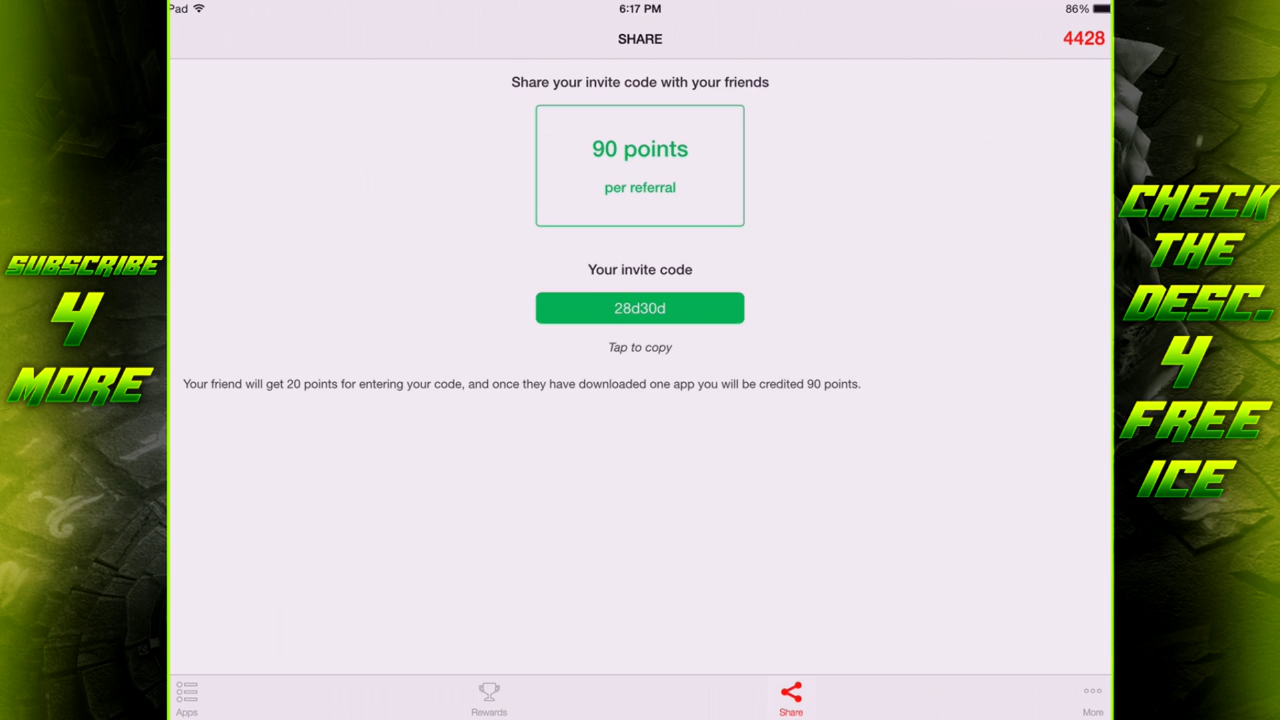 Pad
6:17 PM
86%
SHARE
4428
Share your invite code with your friends
90 points
per referral
Your invite code
28d30d
Tap to copy
Your friend will get 20 points for entering your code, and once they have downloaded one app you will be credited 90 points.
Apps
Rewards
Share
More
SUBSCRIBE
4
MORE
CHECK
THE
DESC.
4
FREE
ICE